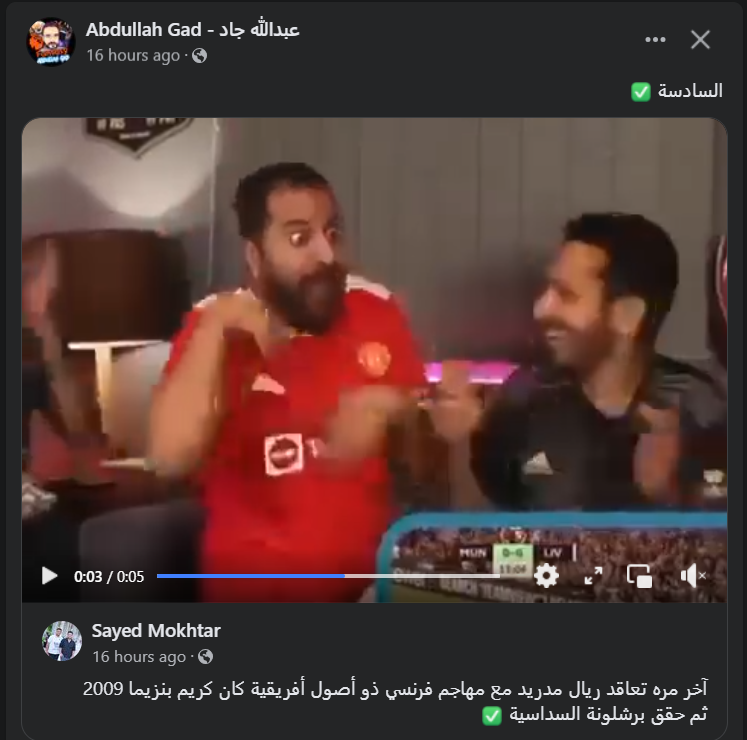 Abdullah Gad - عبدالله جاد
16 hours ago ·
السادسة ✅
MUN 0-0 LIV
0:03 / 0:05
Sayed Mokhtar
16 hours ago ·
آخر مره تعاقد ريال مدريد مع مهاجم فرنسي ذو أصول أفريقية كان كريم بنزيما 2009
ثم حقق برشلونة السداسية ✅